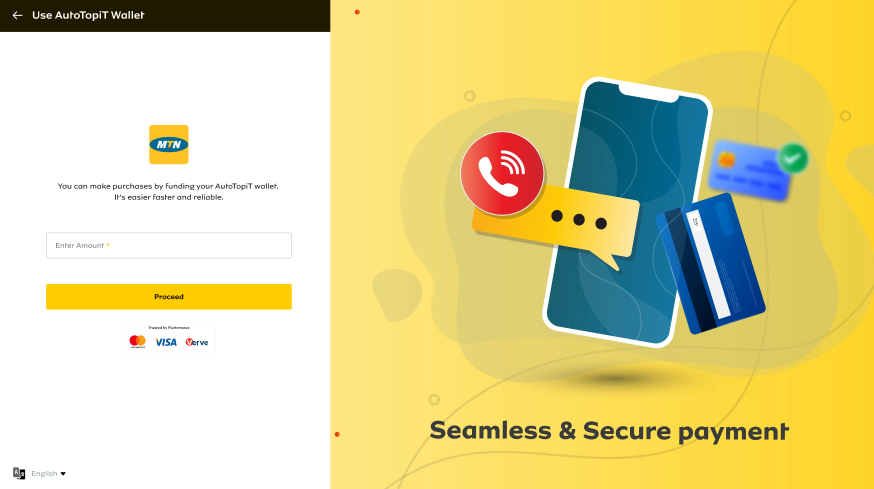 Use AutoTopiT Wallet
MTN
You can make purchases by funding your AutoTopiT wallet.
It's easier faster and reliable.
Enter Amount *
Proceed
Trusted by Flutterwave
VISA
Verve
English
Seamless & Secure payment